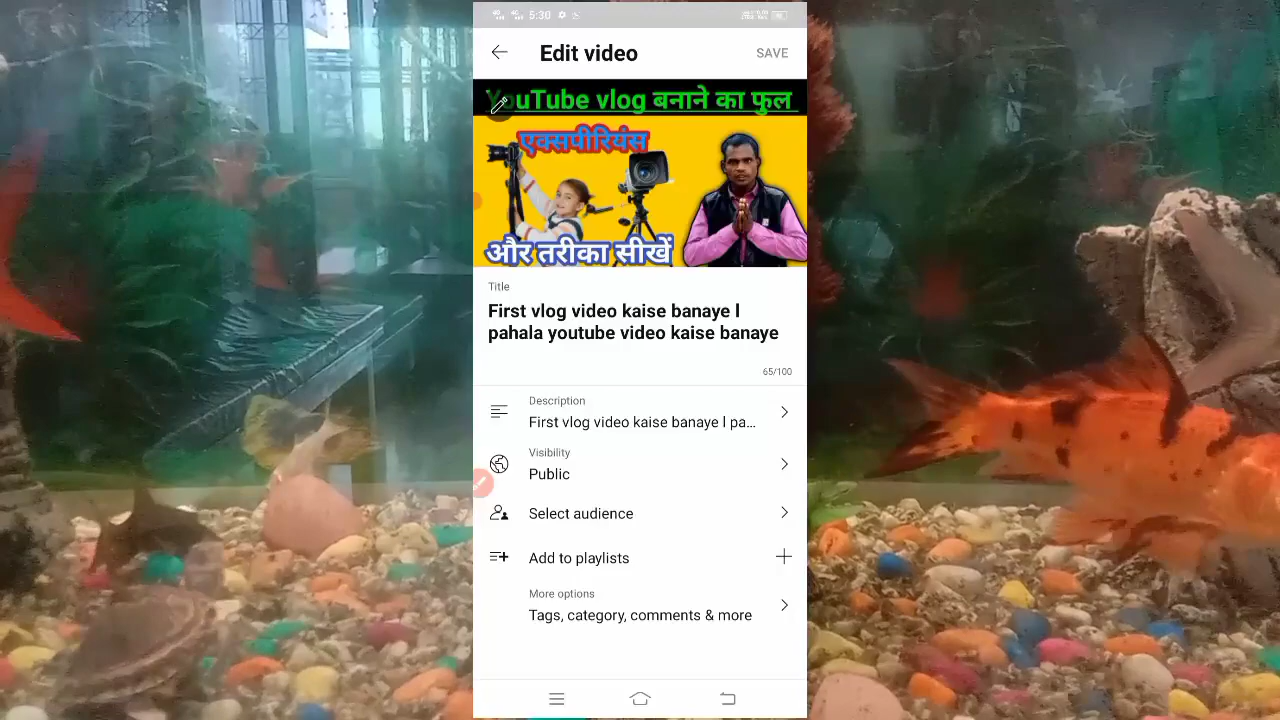 5:30
Edit video
SAVE
YouTube vlog बनाने का फुल
एक्सपीरियंस
और तरीका सीखें
Title
First vlog video kaise banaye l
pahala youtube video kaise banaye
65/100
Description
First vlog video kaise banaye l pa...
Visibility
Public
Select audience
Add to playlists
More options
Tags, category, comments & more